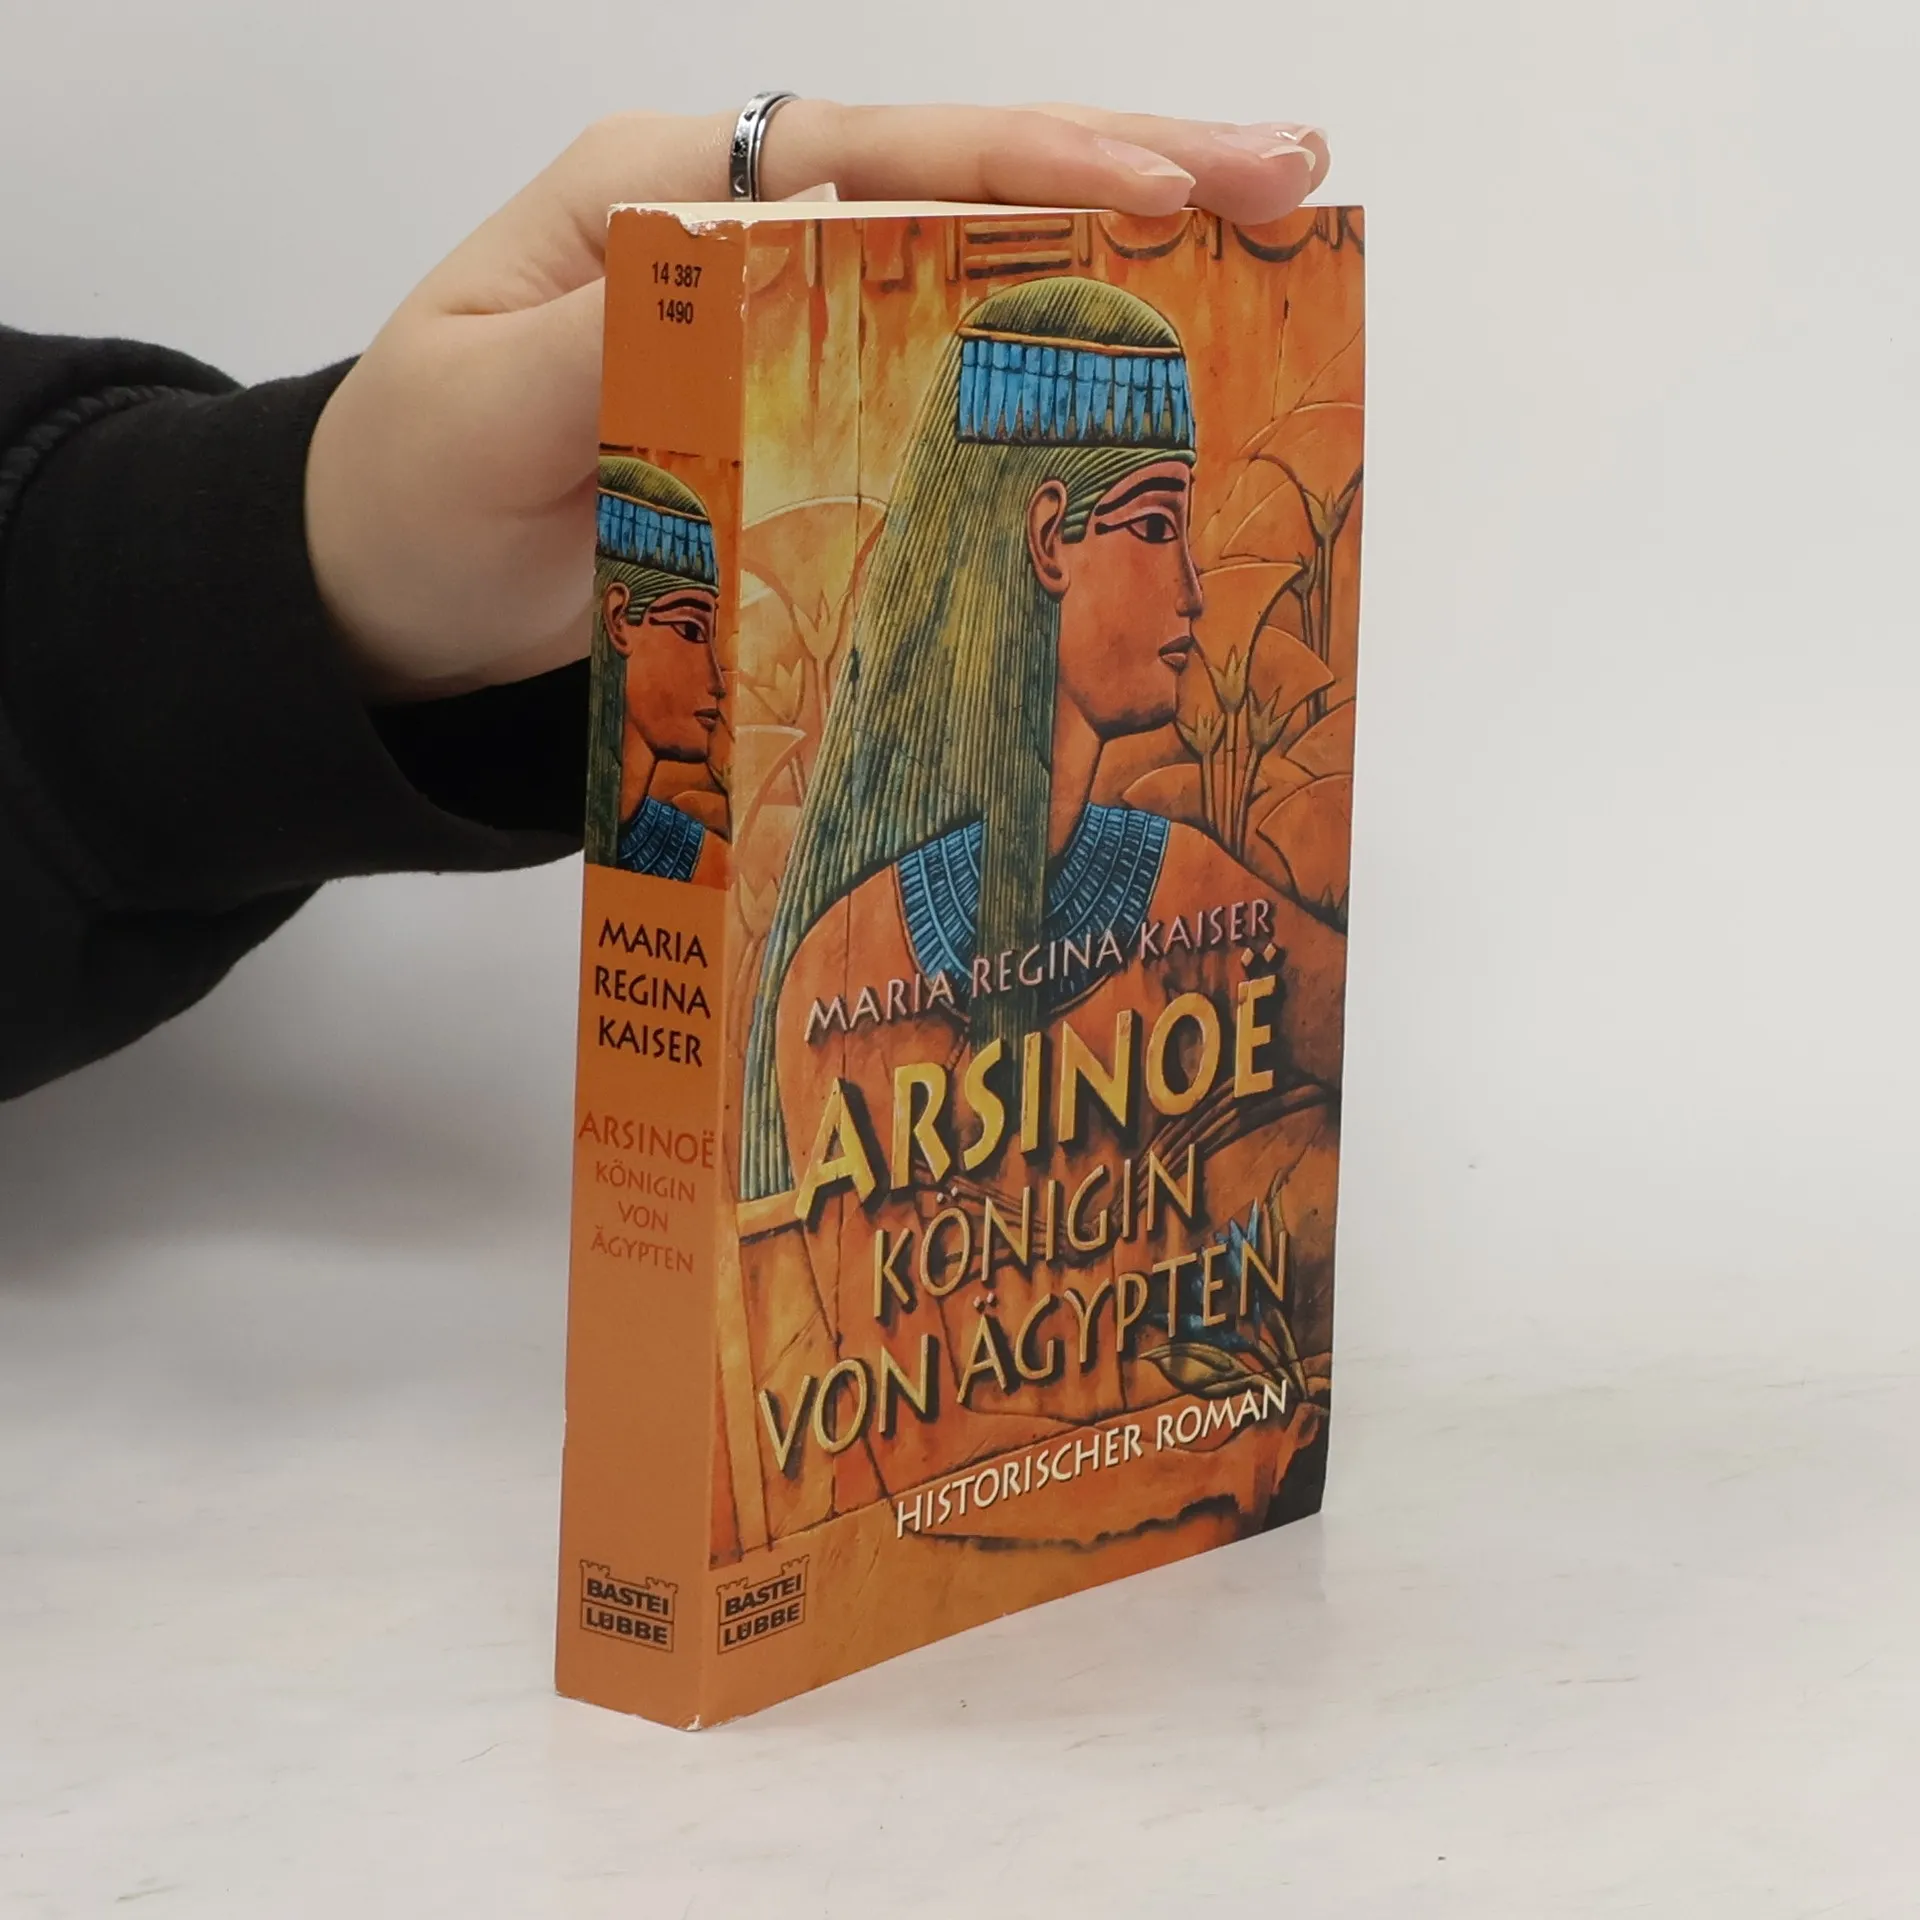 14 387
1490
MARIA
REGINA
KAISER
ARSINOË
KÖNIGIN
VON
ÄGYPTEN
BASTEI
LÜBBE
MARIA REGINA KAISER
ARSINOË
KÖNIGIN
VON ÄGYPTEN
HISTORISCHER ROMAN
BASTEI
LÜBBE